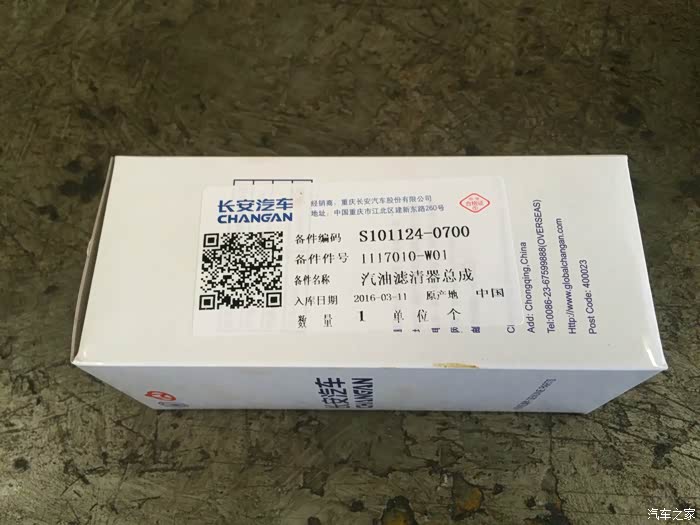 长安汽车
CHANGAN
经销商：重庆长安汽车股份有限公司
地址：中国重庆市江北区建新东路260号
合格证
备件编码 S101124-0700
备件件号 1117010-W01
备件名称 汽油滤清器总成
入库日期 2016-03-11 原产地 中国
数量 1 单位 个
Add: Chongqing,China
Tel:0086-23-67599888(OVERSEAS)
Http://www.globalchangan.com
Post Code: 400023
长安汽车
CHANGAN
汽车之家